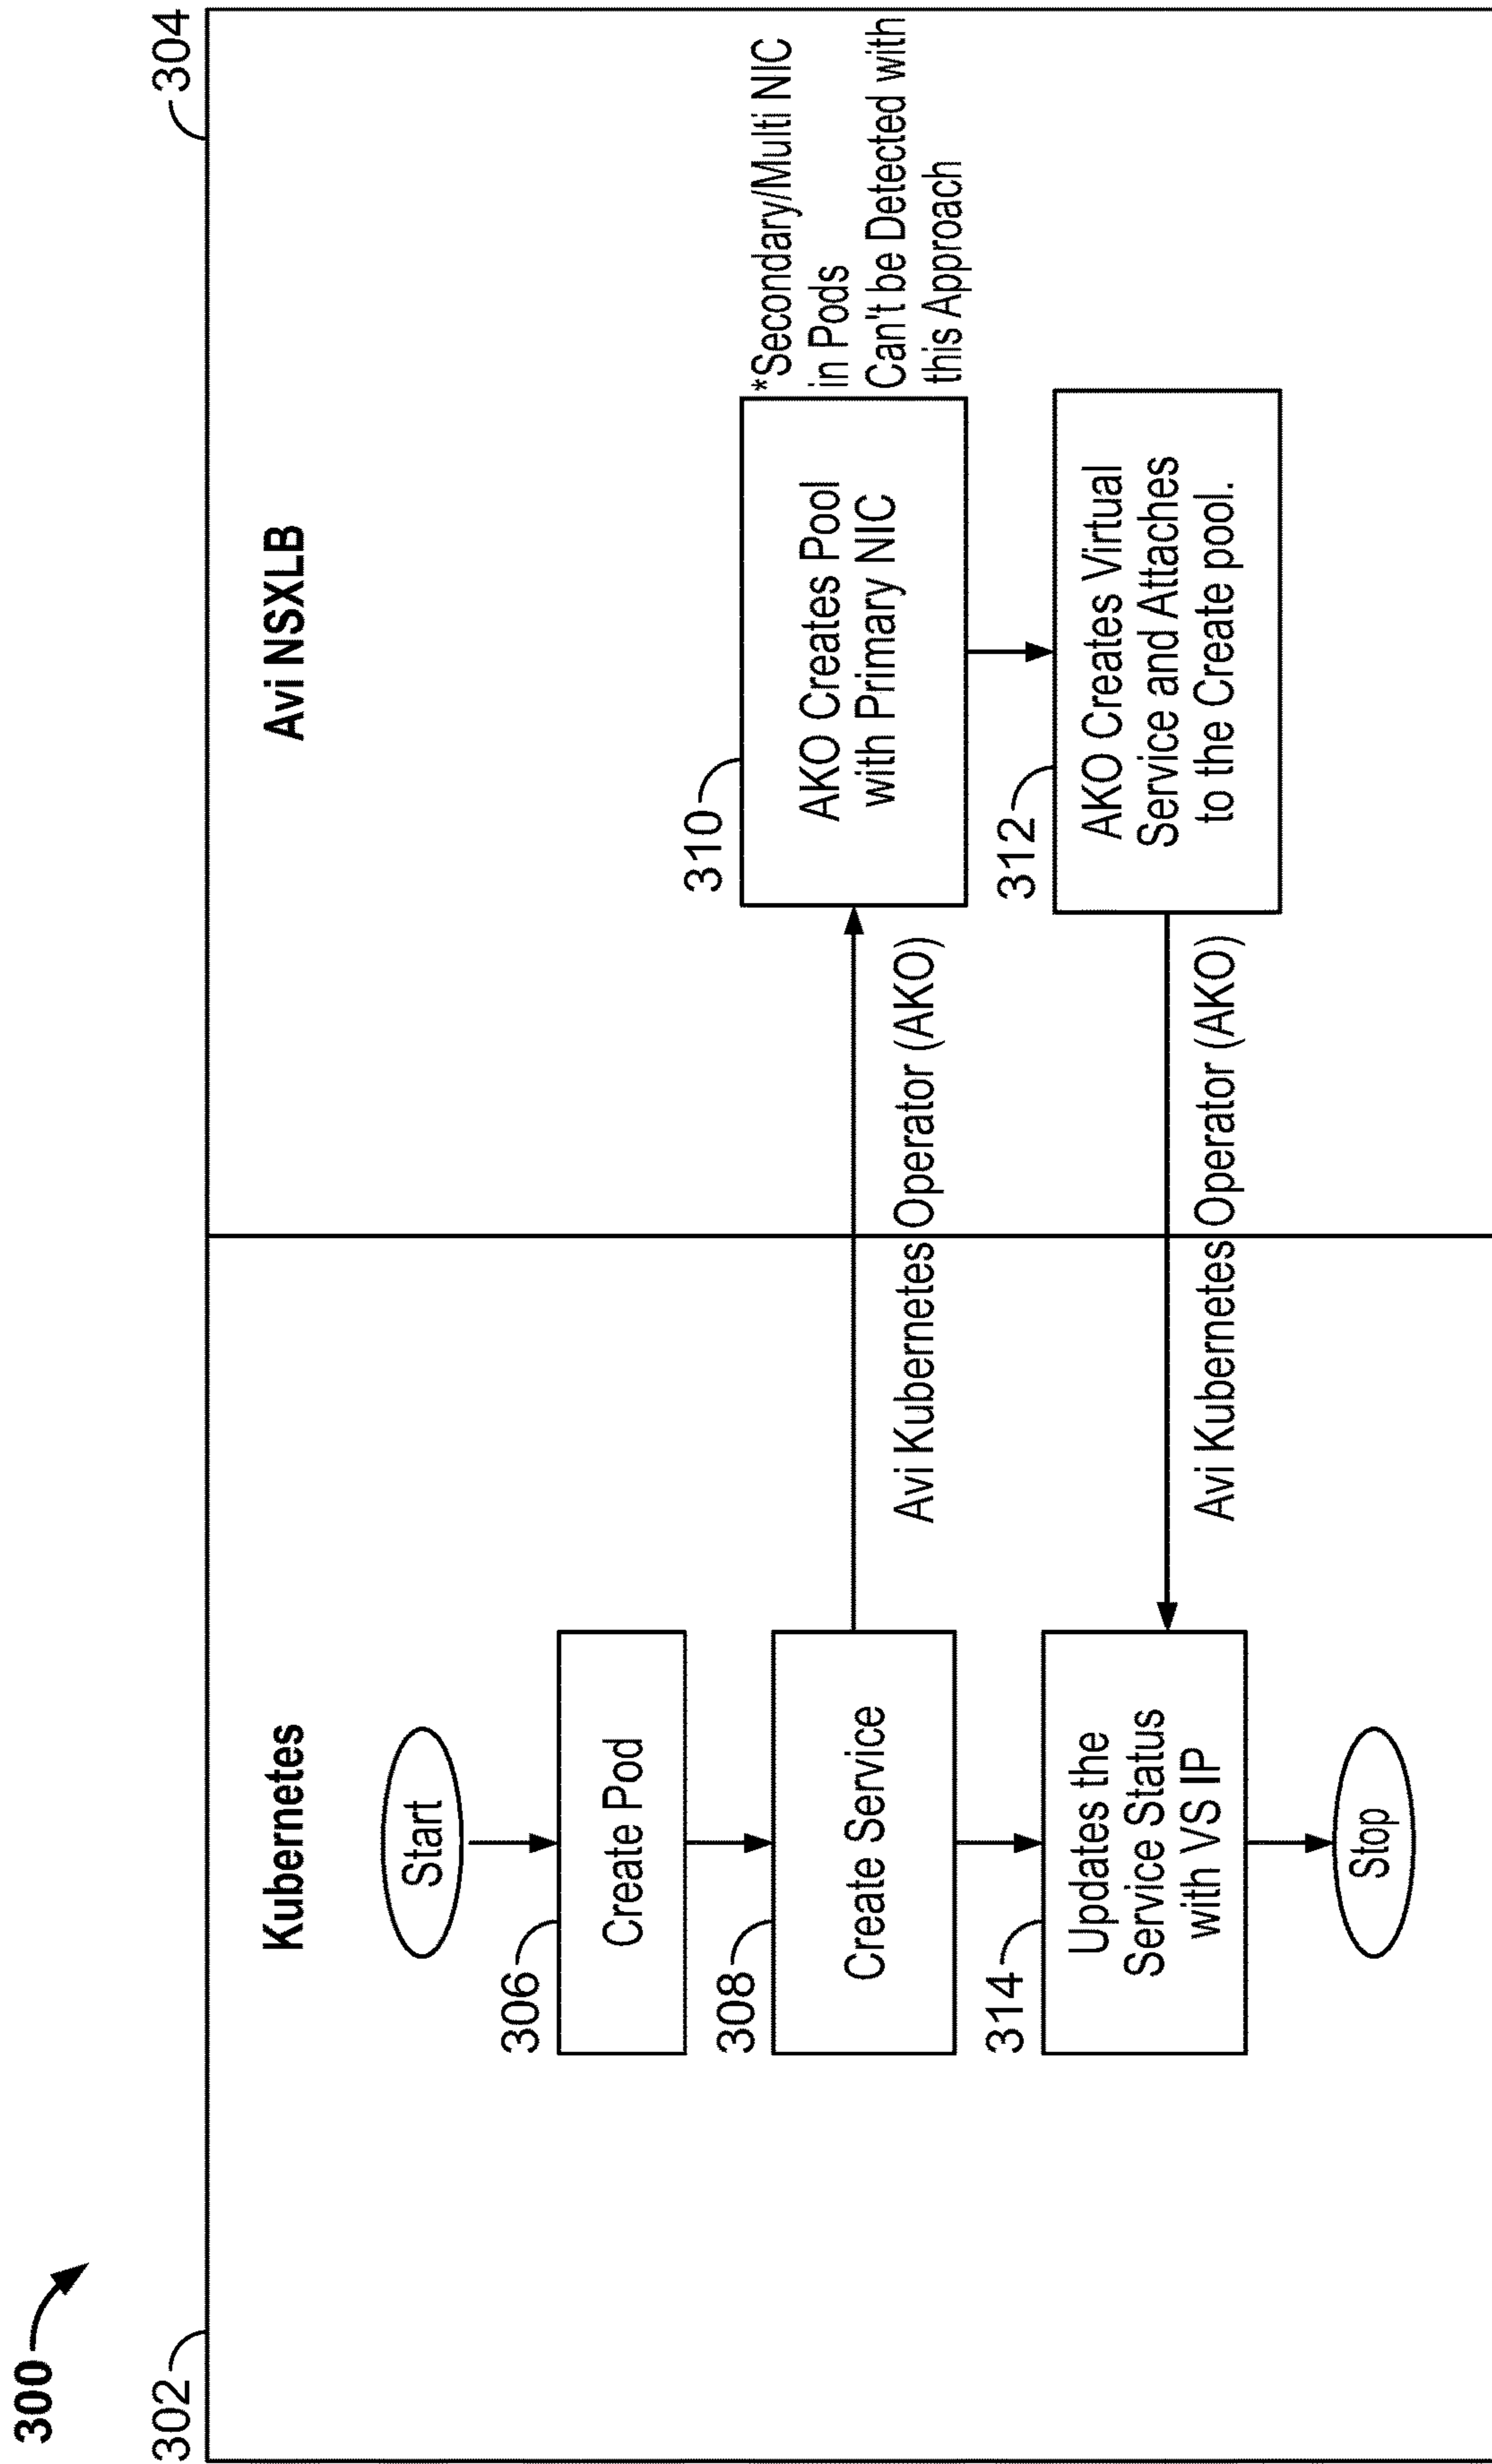 300
302
304
Kubernetes
Avi NSXLB
Start
306
Create Pod
308
Create Service
Avi Kubernetes Operator (AKO)
310
AKO Creates Pool
with Primary NIC
*Secondary/Multi NIC
in Pods
Can't be Detected with
this Approach
312
AKO Creates Virtual
Service and Attaches
to the Create pool.
Avi Kubernetes Operator (AKO)
314
Updates the
Service Status
with VS IP
Stop